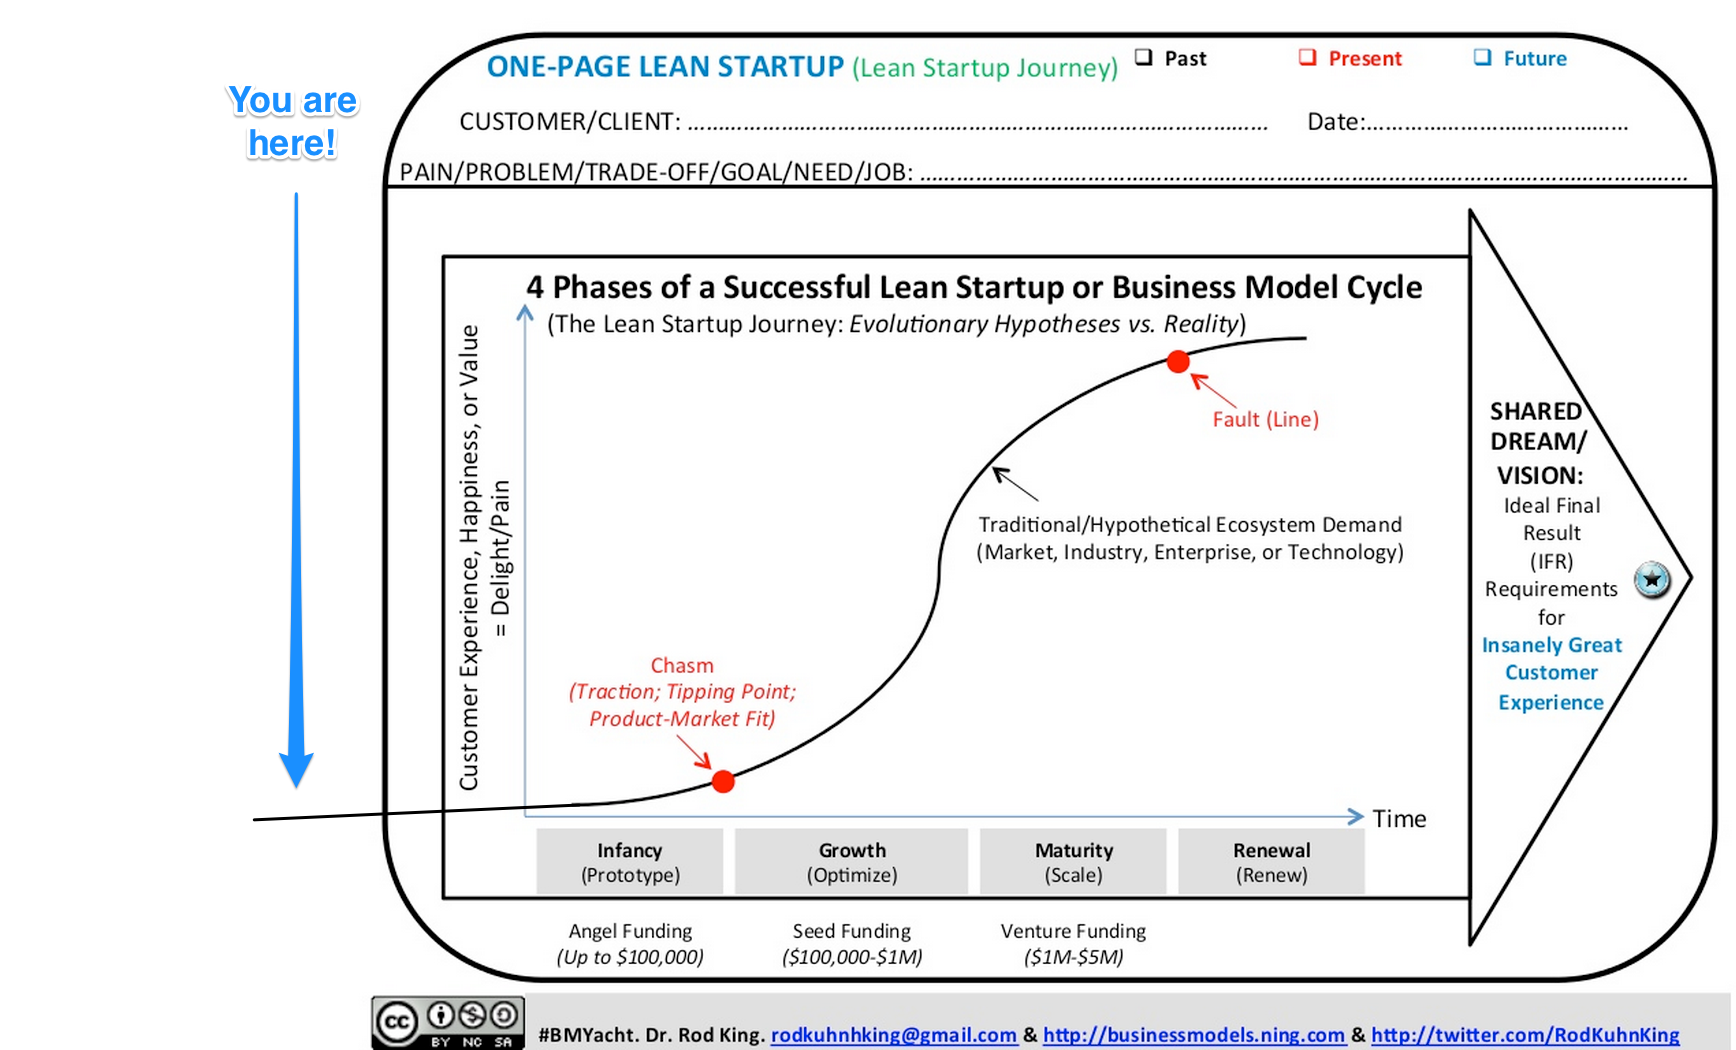 You are
here!
ONE-PAGE LEAN STARTUP (Lean Startup Journey)
❑ Past
❑ Present
❑ Future
CUSTOMER/CLIENT: ........................................................................
Date:........................................
PAIN/PROBLEM/TRADE-OFF/GOAL/NEED/JOB: ........................................................................
4 Phases of a Successful Lean Startup or Business Model Cycle
(The Lean Startup Journey: Evolutionary Hypotheses vs. Reality)
Customer Experience, Happiness, or Value
= Delight/Pain
Fault (Line)
Traditional/Hypothetical Ecosystem Demand
(Market, Industry, Enterprise, or Technology)
Chasm
(Traction; Tipping Point;
Product-Market Fit)
Time
SHARED
DREAM/
VISION:
Ideal Final
Result
(IFR)
Requirements
for
Insanely Great
Customer
Experience
Infancy
(Prototype)
Growth
(Optimize)
Maturity
(Scale)
Renewal
(Renew)
Angel Funding
(Up to $100,000)
Seed Funding
($100,000-$1M)
Venture Funding
($1M-$5M)
cc
BY NC SA
#BMYacht. Dr. Rod King. rodkuhnhking@gmail.com & http://businessmodels.ning.com & http://twitter.com/RodKuhnKing